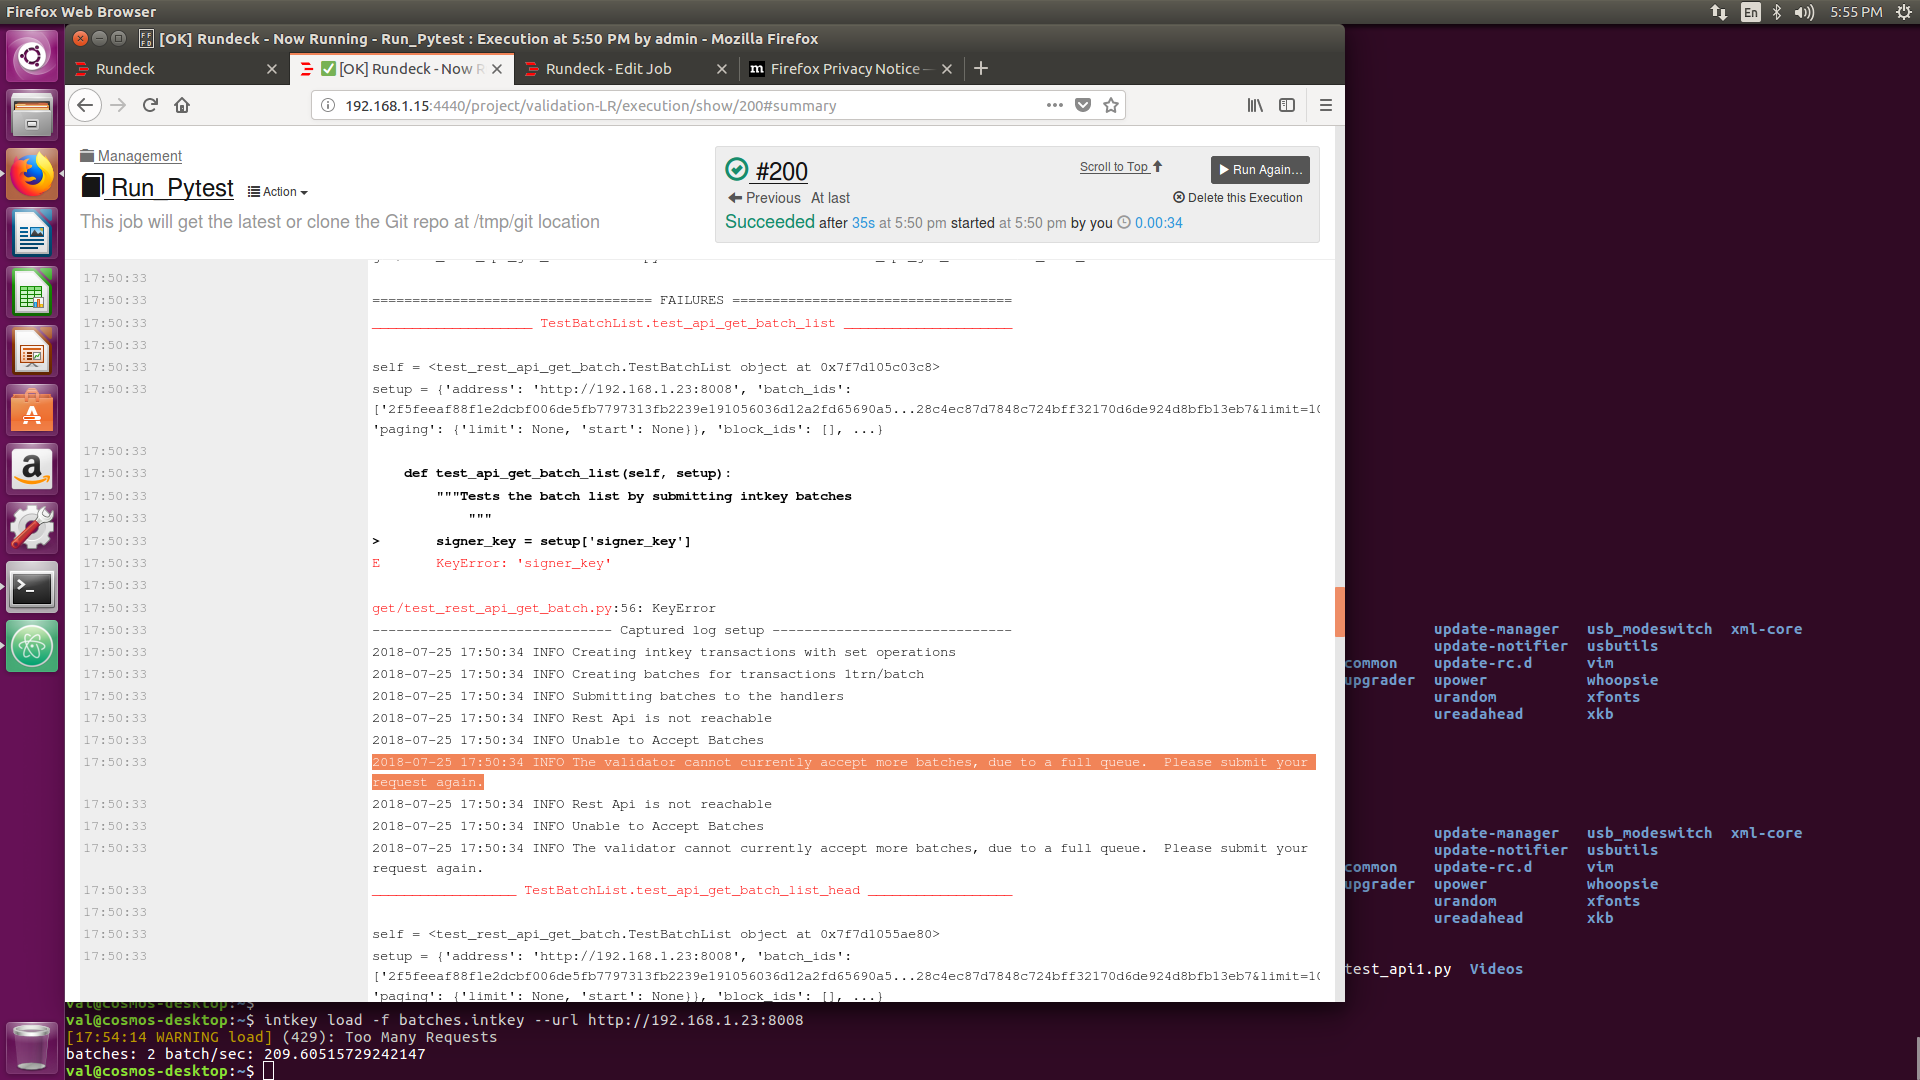 Firefox Web Browser
En
5:55 PM
[OK] Rundeck - Now Running - Run_Pytest : Execution at 5:50 PM by admin - Mozilla Firefox
Rundeck
[OK] Rundeck - Now R
Rundeck - Edit Job
Firefox Privacy Notice —
192.168.1.15:4440/project/validation-LR/execution/show/200#summary
Management
Run_Pytest
Action
This job will get the latest or clone the Git repo at /tmp/git location
#200
Scroll to Top
Run Again…
Previous At last
Delete this Execution
Succeeded after 35s at 5:50 pm started at 5:50 pm by you 0.00:34
17:50:33
17:50:33 =================================== FAILURES ===================================
17:50:33 ____________________ TestBatchList.test_api_get_batch_list _____________________
17:50:33
17:50:33 self = <test_rest_api_get_batch.TestBatchList object at 0x7f7d105c03c8>
17:50:33 setup = {'address': 'http://192.168.1.23:8008', 'batch_ids':
['2f5feeaf88f1e2dcbf006de5fb7797313fb2239e191056036d12a2fd65690a5...28c4ec87d7848c724bff32170d6de924d8bfb13eb7&limit=10
'paging': {'limit': None, 'start': None}}, 'block_ids': [], ...}
17:50:33
17:50:33 def test_api_get_batch_list(self, setup):
17:50:33 """Tests the batch list by submitting intkey batches
17:50:33 """
17:50:33 > signer_key = setup['signer_key']
17:50:33 E KeyError: 'signer_key'
17:50:33
17:50:33 get/test_rest_api_get_batch.py:56: KeyError
17:50:33 ------------------------------ Captured log setup ------------------------------
17:50:33 2018-07-25 17:50:34 INFO Creating intkey transactions with set operations
17:50:33 2018-07-25 17:50:34 INFO Creating batches for transactions 1trn/batch
17:50:33 2018-07-25 17:50:34 INFO Submitting batches to the handlers
17:50:33 2018-07-25 17:50:34 INFO Rest Api is not reachable
17:50:33 2018-07-25 17:50:34 INFO Unable to Accept Batches
17:50:33 2018-07-25 17:50:34 INFO The validator cannot currently accept more batches, due to a full queue.  Please submit your
request again.
17:50:33 2018-07-25 17:50:34 INFO Rest Api is not reachable
17:50:33 2018-07-25 17:50:34 INFO Unable to Accept Batches
17:50:33 2018-07-25 17:50:34 INFO The validator cannot currently accept more batches, due to a full queue.  Please submit your
request again.
17:50:33 __________________ TestBatchList.test_api_get_batch_list_head __________________
17:50:33
17:50:33 self = <test_rest_api_get_batch.TestBatchList object at 0x7f7d1055ae80>
17:50:33 setup = {'address': 'http://192.168.1.23:8008', 'batch_ids':
['2f5feeaf88f1e2dcbf006de5fb7797313fb2239e191056036d12a2fd65690a5...28c4ec87d7848c724bff32170d6de924d8bfb13eb7&limit=10
'paging': {'limit': None, 'start': None}}, 'block_ids': [], ...}
update-manager usb_modeswitch xml-core
update-notifier usbutils
common update-rc.d vim
upgrader upower whoopsie
urandom xfonts
ureadahead xkb
update-manager usb_modeswitch xml-core
update-notifier usbutils
common update-rc.d vim
upgrader upower whoopsie
urandom xfonts
ureadahead xkb
test_api1.py Videos
val@cosmos-desktop:~$
val@cosmos-desktop:~$ intkey load -f batches.intkey --url http://192.168.1.23:8008
[17:54:14 WARNING load] (429): Too Many Requests
batches: 2 batch/sec: 209.60515729242147
val@cosmos-desktop:~$